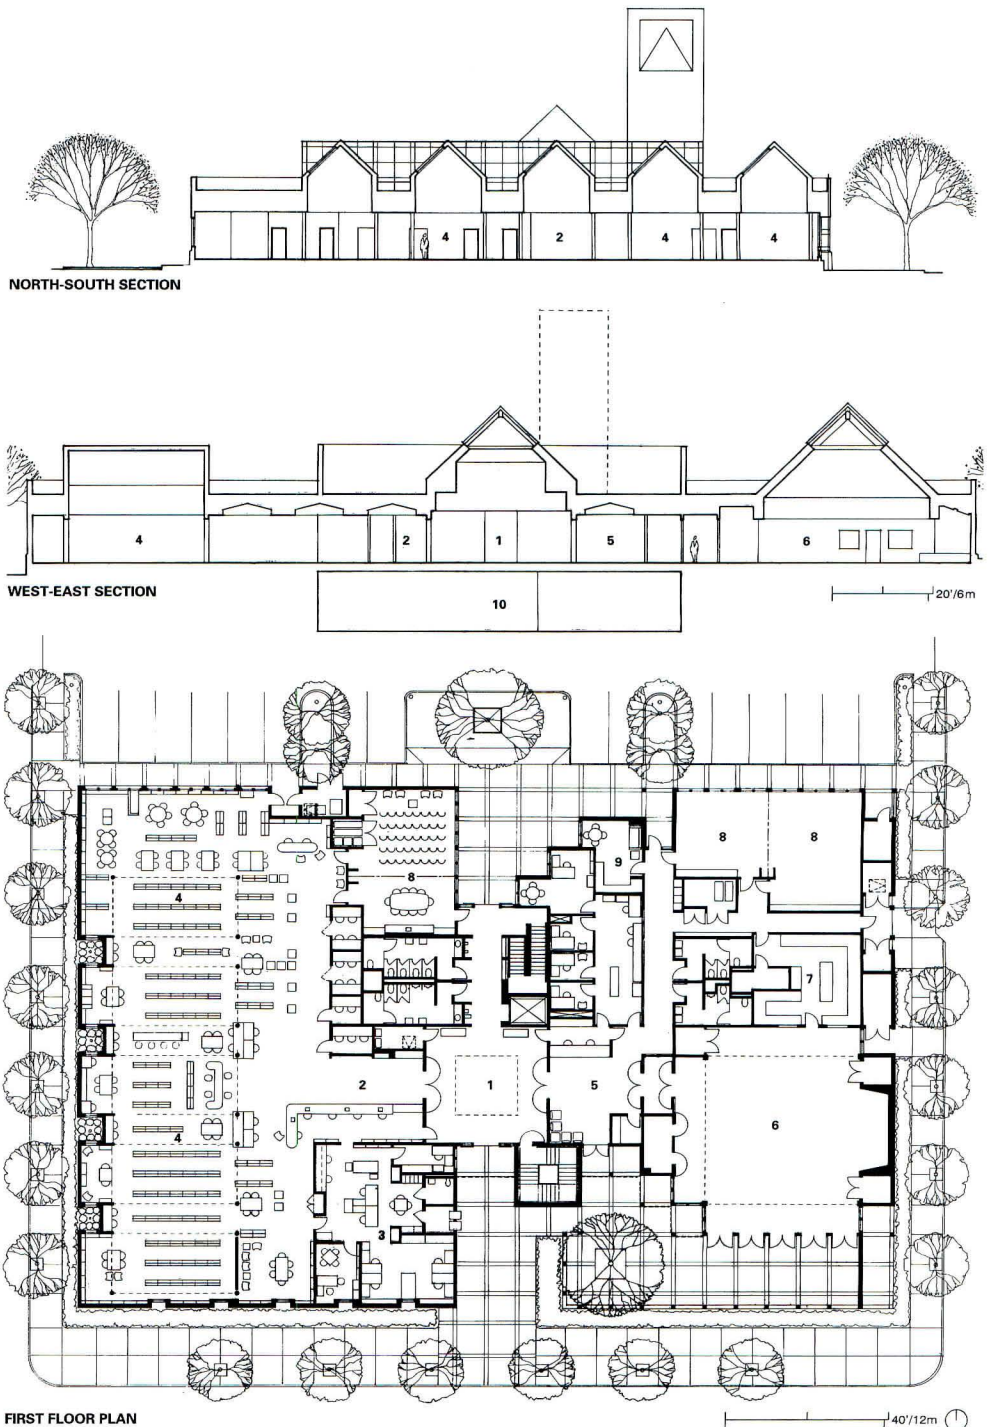 4 2 4 4
NORTH-SOUTH SECTION
4 2 1 5 6
WEST-EAST SECTION
20'/6m
10
8 8
9
4 8
7
2 1 5
6
4
3
FIRST FLOOR PLAN
40'/12m